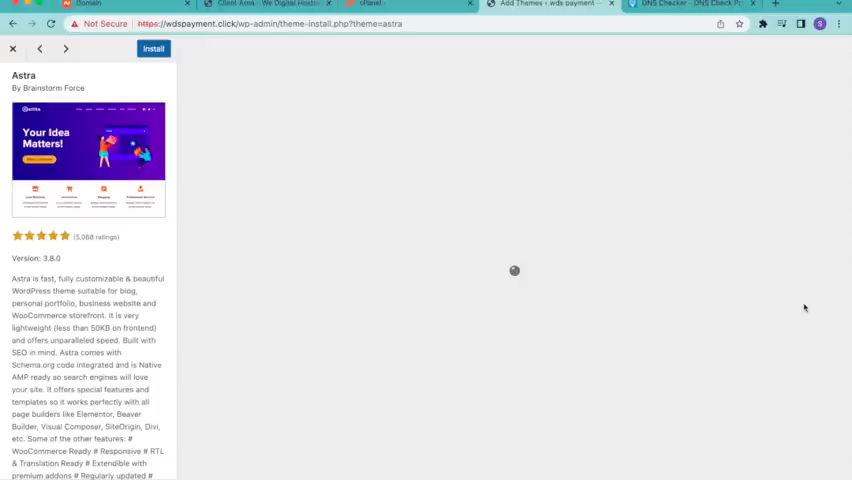 Domain
Client Area - We Digital Hostin
cPanel -
Add Themes ‹ wds payment —
DNS Checker - DNS Check Po
Not Secure
https://wdspayment.click/wp-admin/theme-install.php?theme=astra
S
Install
Astra
By Brainstorm Force
Your Idea
Matters!
(5,068 ratings)
Version: 3.8.0
Astra is fast, fully customizable & beautiful
WordPress theme suitable for blog,
personal portfolio, business website and
WooCommerce storefront. It is very
lightweight (less than 50KB on frontend)
and offers unparalleled speed. Built with
SEO in mind, Astra comes with
Schema.org code integrated and is Native
AMP ready so search engines will love
your site. It offers special features and
templates so it works perfectly with all
page builders like Elementor, Beaver
Builder, Visual Composer, SiteOrigin, Divi,
etc. Some of the other features: #
WooCommerce Ready # Responsive # RTL
& Translation Ready # Extendible with
premium addons # Regularly updated #